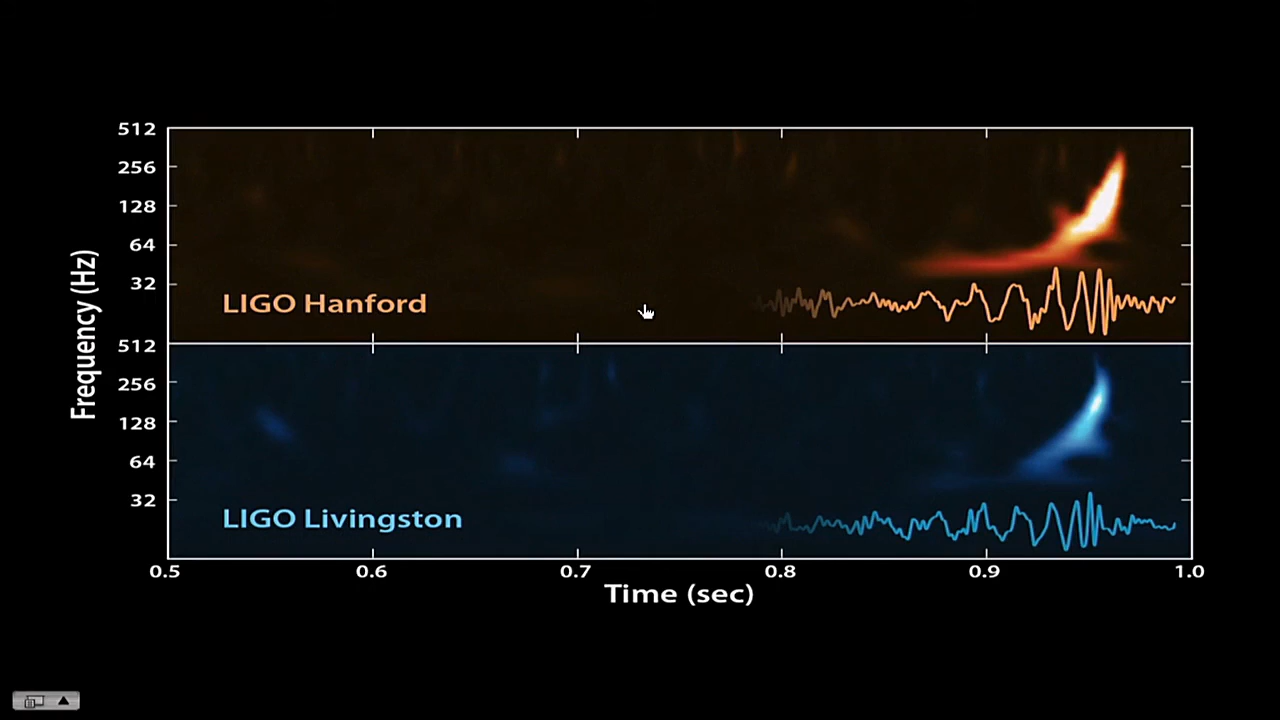 512
256
128
64
32
LIGO Hanford
Frequency (Hz)
512
256
128
64
32
LIGO Livingston
0.5 0.6 0.7 0.8 0.9 1.0
Time (sec)